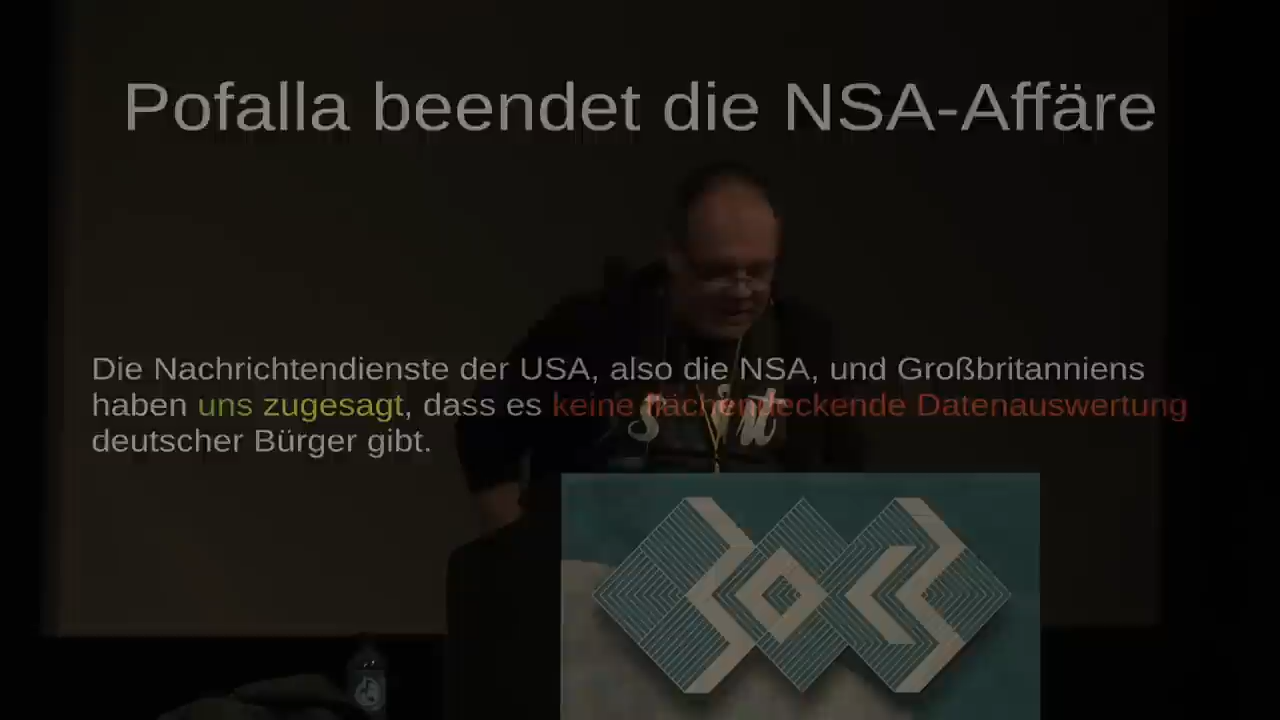 Pofalla beendet die NSA-Affäre
Die Nachrichtendienste der USA, also die NSA, und Großbritanniens
haben uns zugesagt, dass es keine flächendeckende Datenauswertung
deutscher Bürger gibt.
30C3